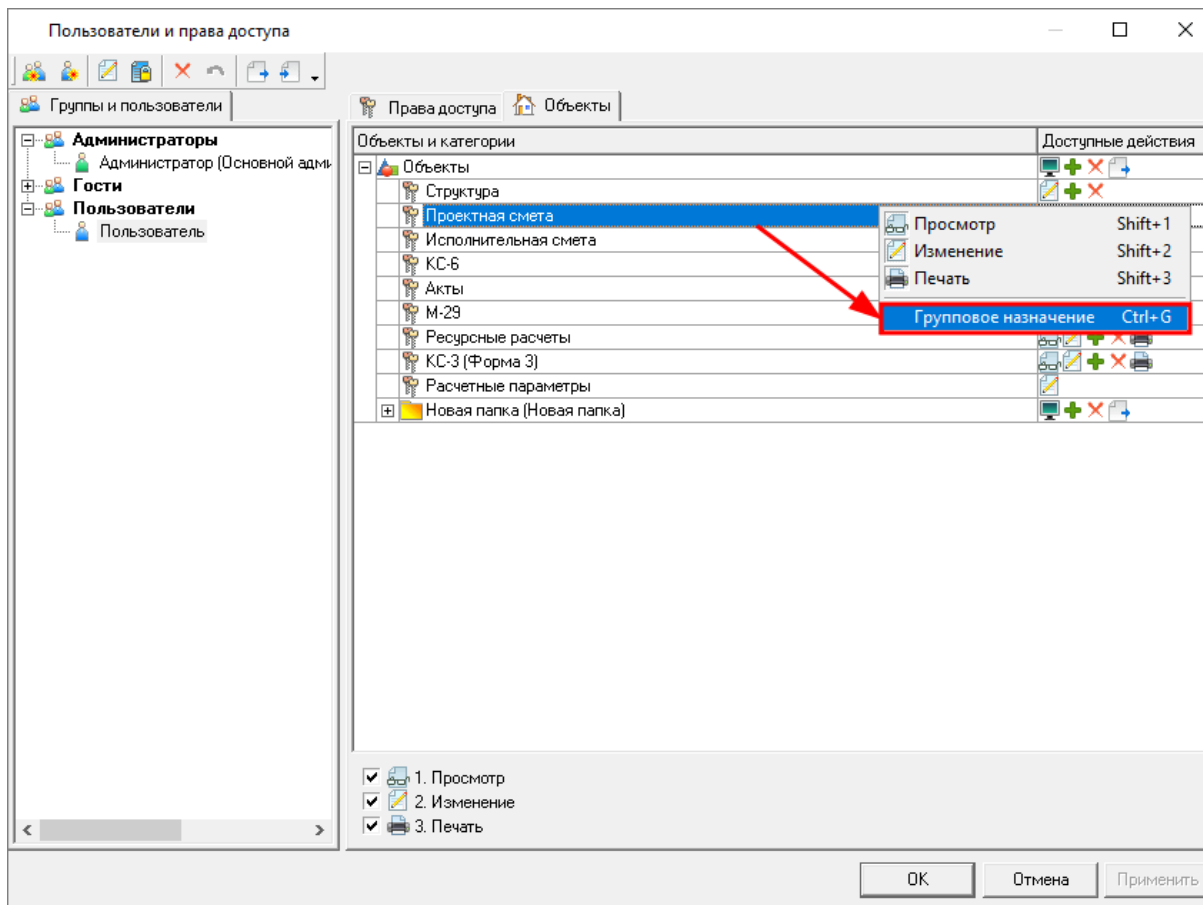 Пользователи и права доступа
Группы и пользователи
Права доступа
Объекты
Администраторы
Администратор (Основной адми
Гости
Пользователи
Пользователь
Объекты и категории
Доступные действия
Объекты
Структура
Проектная смета
Исполнительная смета
КС-6
Акты
М-29
Ресурсные расчеты
КС-3 (Форма 3)
Расчетные параметры
Новая папка (Новая папка)
Просмотр Shift+1
Изменение Shift+2
Печать Shift+3
Групповое назначение Ctrl+G
1. Просмотр
2. Изменение
3. Печать
ОК
Отмена
Применить